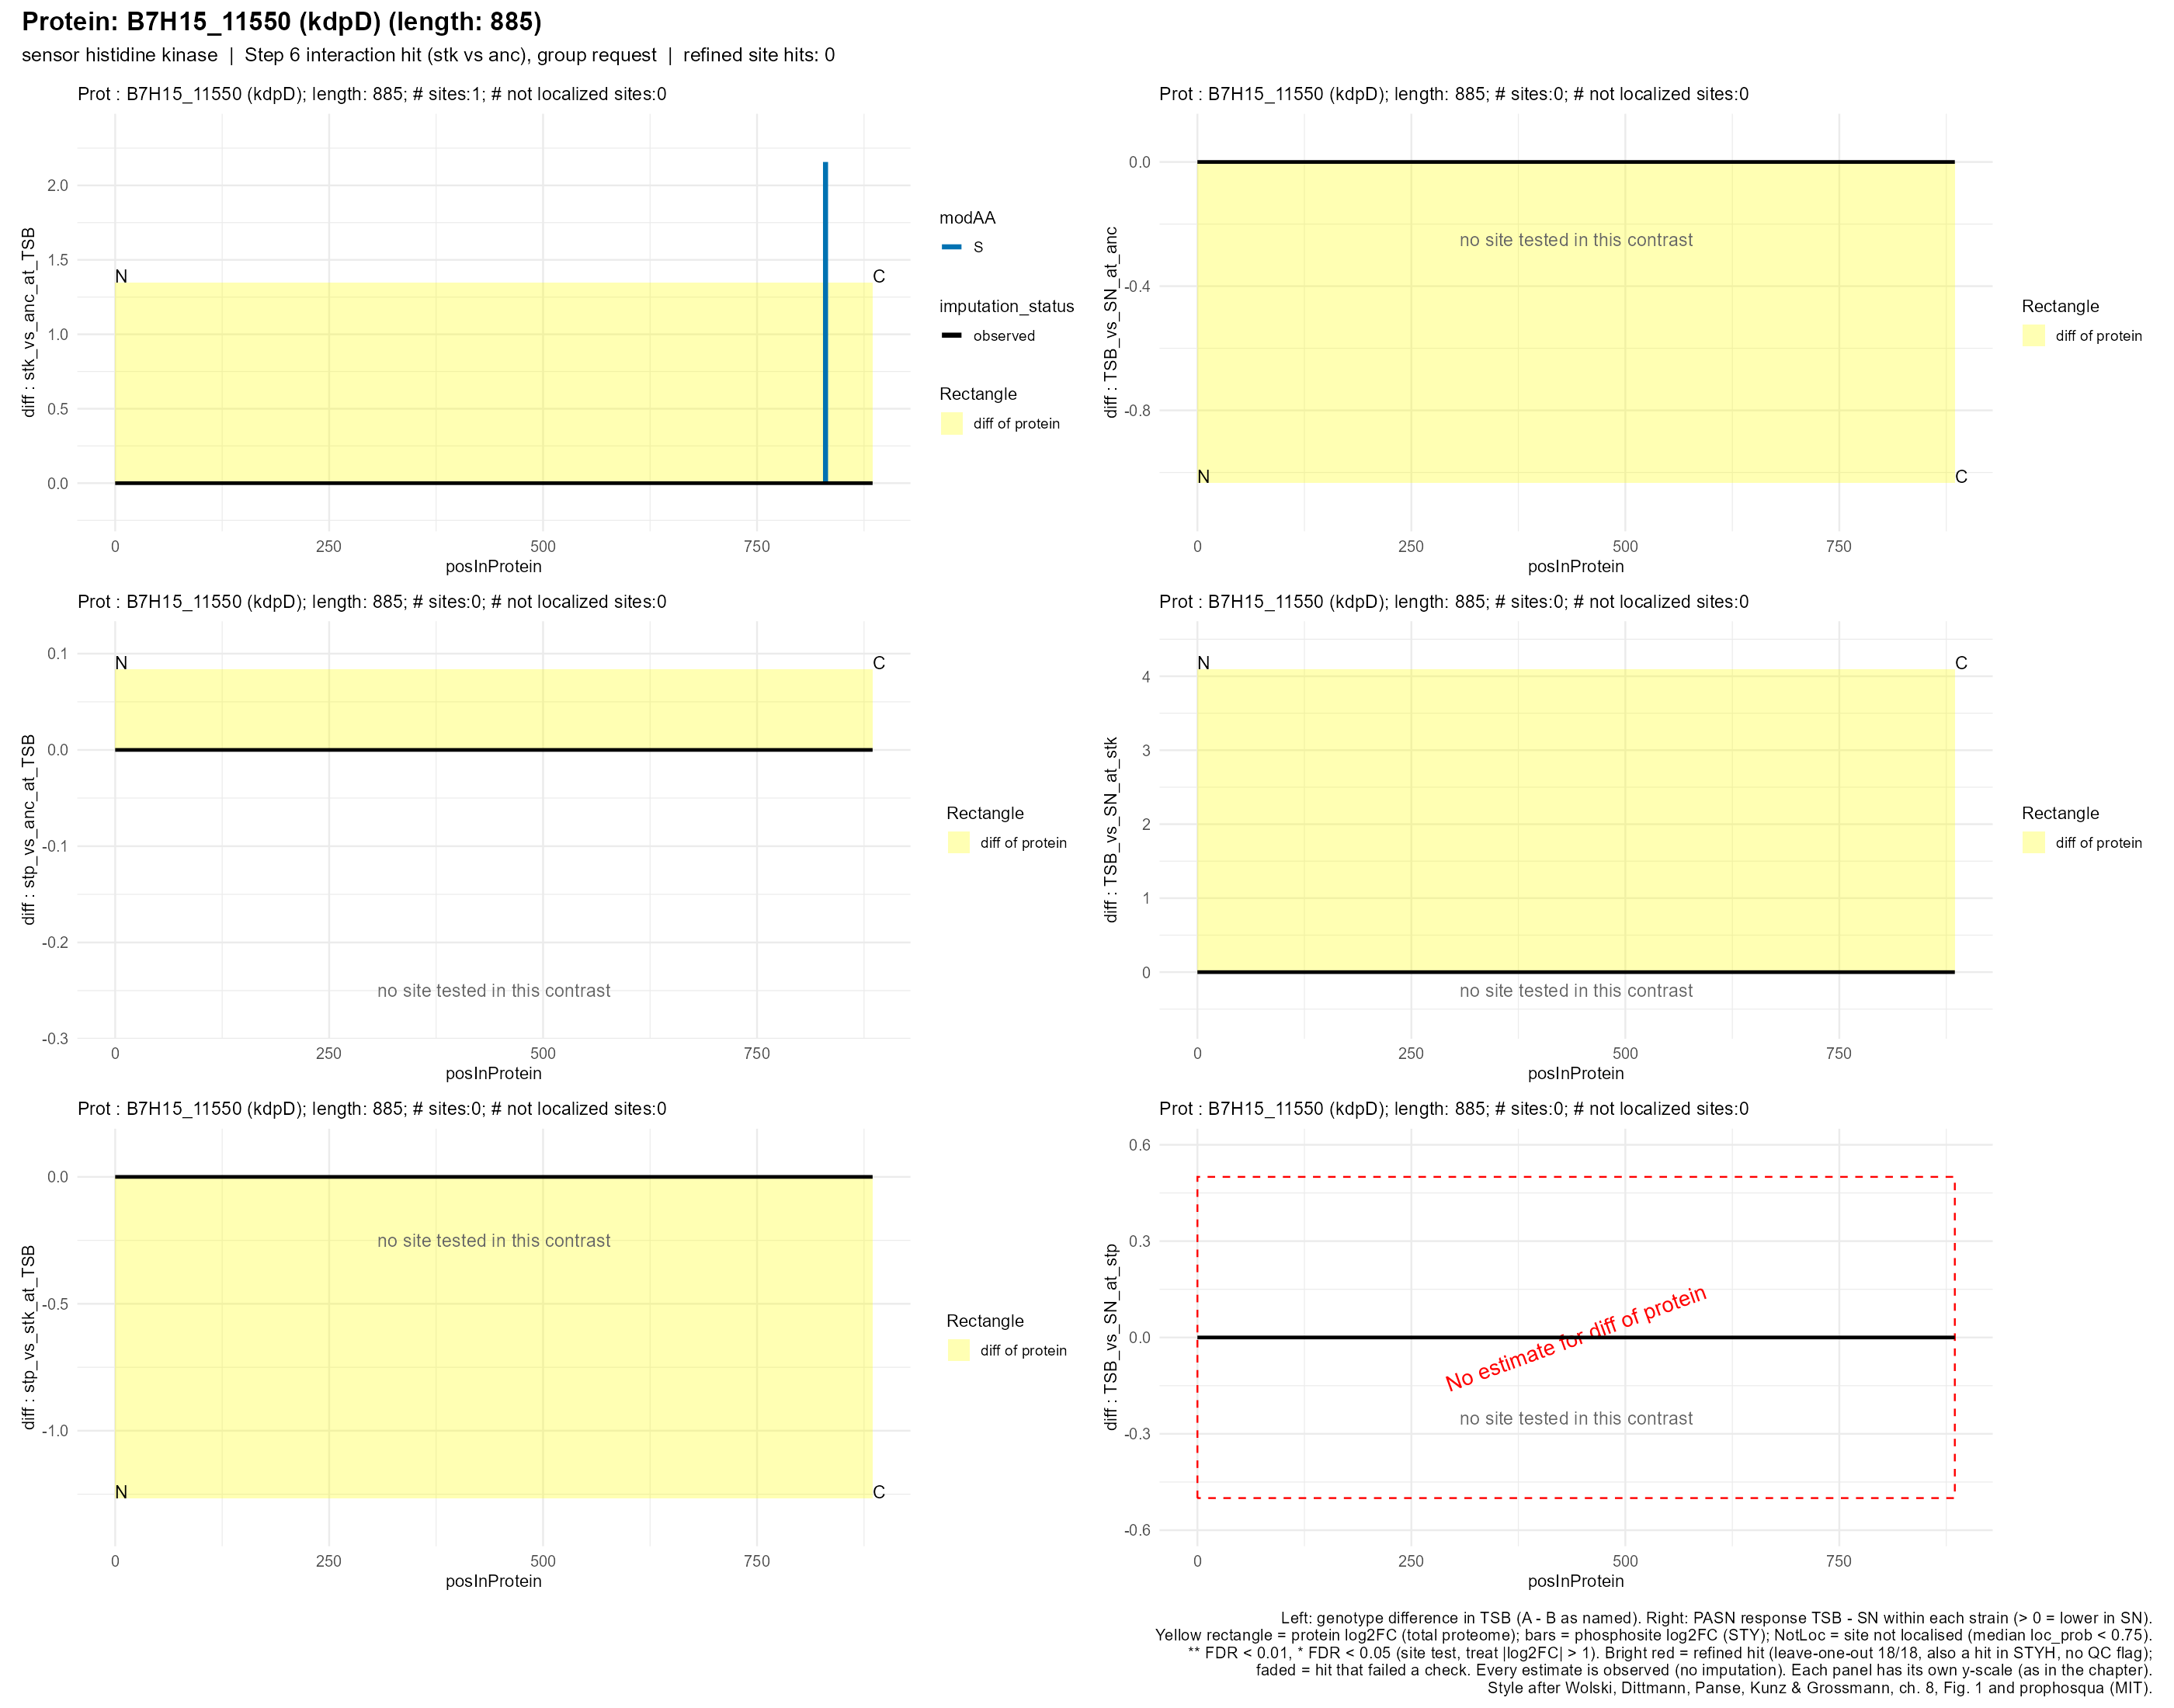 Protein: B7H15_11550 (kdpD) (length: 885)
sensor histidine kinase | Step 6 interaction hit (stk vs anc), group request | refined site hits: 0
Prot : B7H15_11550 (kdpD); length: 885; # sites:1; # not localized sites:0
diff : stk_vs_anc_at_TSB
2.0
1.5
1.0
0.5
0.0
N
C
0
250
500
750
posInProtein
modAA
S
imputation_status
observed
Rectangle
diff of protein
Prot : B7H15_11550 (kdpD); length: 885; # sites:0; # not localized sites:0
diff : TSB_vs_SN_at_anc
0.0
-0.4
-0.8
no site tested in this contrast
N
C
0
250
500
750
posInProtein
Rectangle
diff of protein
Prot : B7H15_11550 (kdpD); length: 885; # sites:0; # not localized sites:0
diff : stp_vs_anc_at_TSB
0.1
0.0
-0.1
-0.2
-0.3
N
C
no site tested in this contrast
0
250
500
750
posInProtein
Rectangle
diff of protein
Prot : B7H15_11550 (kdpD); length: 885; # sites:0; # not localized sites:0
diff : TSB_vs_SN_at_stk
4
3
2
1
0
N
C
no site tested in this contrast
0
250
500
750
posInProtein
Rectangle
diff of protein
Prot : B7H15_11550 (kdpD); length: 885; # sites:0; # not localized sites:0
diff : stp_vs_stk_at_TSB
0.0
-0.5
-1.0
no site tested in this contrast
N
C
0
250
500
750
posInProtein
Rectangle
diff of protein
Prot : B7H15_11550 (kdpD); length: 885; # sites:0; # not localized sites:0
diff : TSB_vs_SN_at_stp
0.6
0.3
0.0
-0.3
-0.6
No estimate for diff of protein
no site tested in this contrast
0
250
500
750
posInProtein
Left: genotype difference in TSB (A - B as named). Right: PASN response TSB - SN within each strain (> 0 = lower in SN).
Yellow rectangle = protein log2FC (total proteome); bars = phosphosite log2FC (STY); NotLoc = site not localised (median loc_prob < 0.75).
** FDR < 0.01, * FDR < 0.05 (site test, treat |log2FC| > 1). Bright red = refined hit (leave-one-out 18/18, also a hit in STYH, no QC flag);
faded = hit that failed a check. Every estimate is observed (no imputation). Each panel has its own y-scale (as in the chapter).
Style after Wolski, Dittmann, Panse, Kunz & Grossmann, ch. 8, Fig. 1 and prophosqua (MIT).